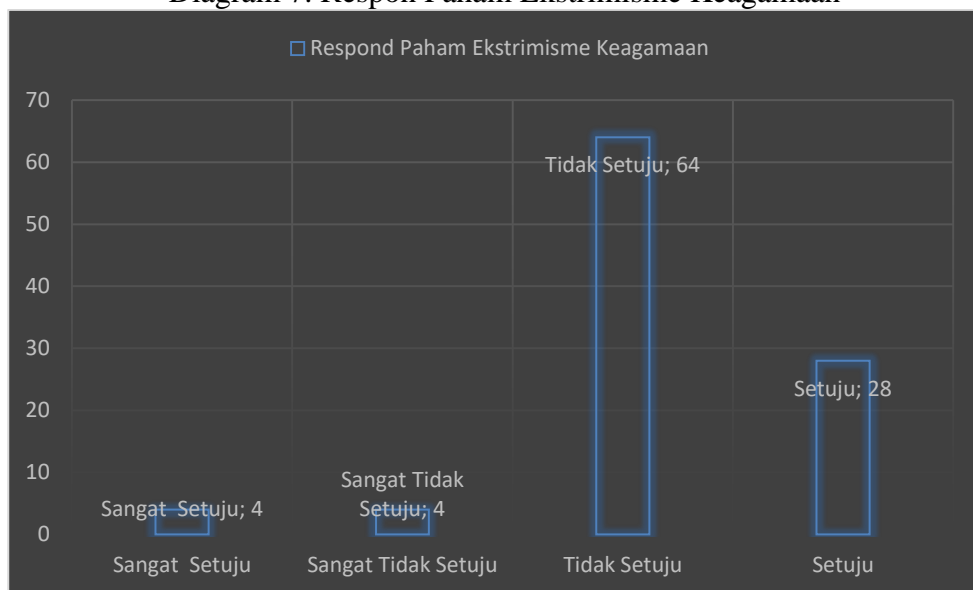 Diagram 7. Respon Paham Ekstrimisme Keagamaan
Respond Paham Ekstrimisme Keagamaan
70
60
50
40
30
20
10
0
Tidak Setuju; 64
Setuju; 28
Sangat Tidak
Setuju; 4
Sangat  Setuju; 4
Sangat  Setuju
Sangat Tidak Setuju
Tidak Setuju
Setuju